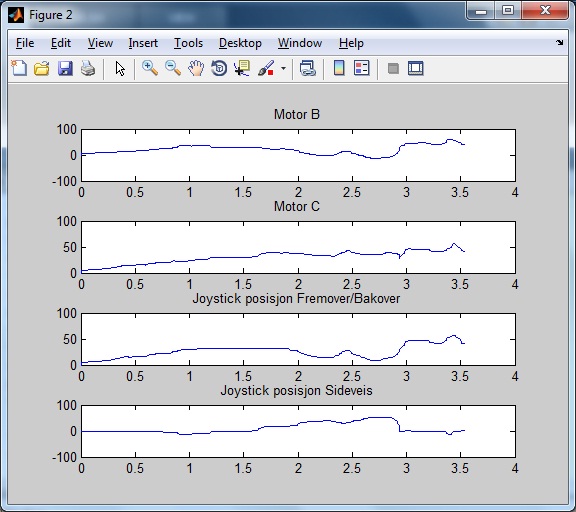 Figure 2
File Edit View Insert Tools Desktop Window Help
Motor B
100
0
-100
0 0.5 1 1.5 2 2.5 3 3.5 4
Motor C
100
50
0
0 0.5 1 1.5 2 2.5 3 3.5 4
Joystick posisjon Fremover/Bakover
100
50
0
0 0.5 1 1.5 2 2.5 3 3.5 4
Joystick posisjon Sideveis
100
0
-100
0 0.5 1 1.5 2 2.5 3 3.5 4